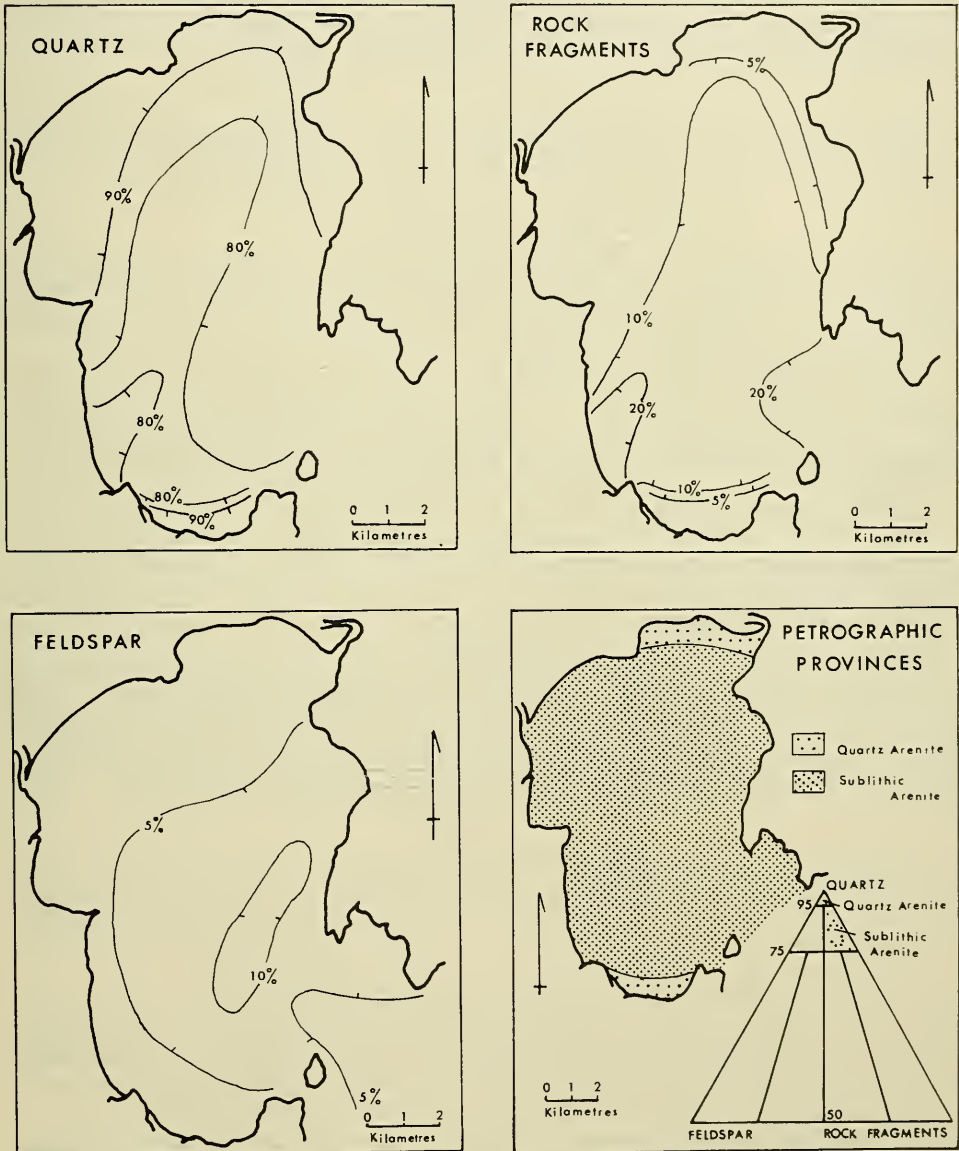 QUARTZ
90%
80%
80%
80%
90%
0 1 2
Kilometres
ROCK
FRAGMENTS
5%
10%
20%
20%
10%
5%
0 1 2
Kilometres
FELDSPAR
5%
10%
5%
0 1 2
Kilometres
PETROGRAPHIC
PROVINCES
Quartz Arenite
Sublithic
Arenite
QUARTZ
95 Quartz Arenite
Sublithic
Arenite
75
0 1 2
Kilometres
50
FELDSPAR ROCK FRAGMENTS